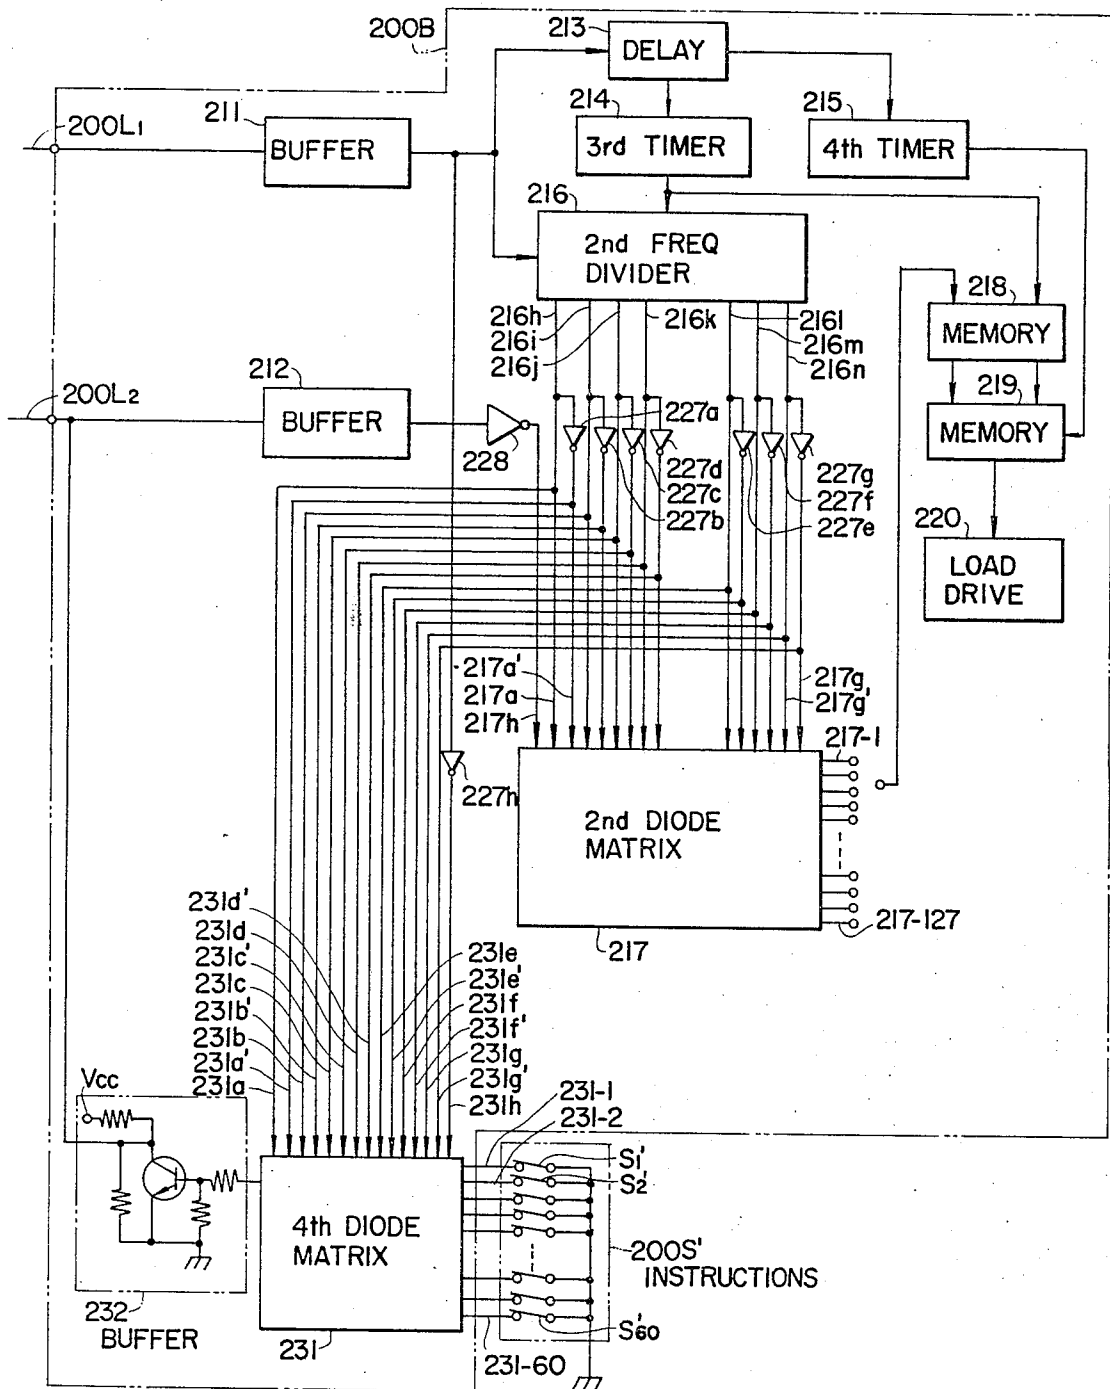 200B
213
DELAY
200L1
211
BUFFER
214
3rd TIMER
215
4th TIMER
216
2nd FREQ
DIVIDER
218
MEMORY
216h
216i
216j
216k
216l
216m
216n
219
MEMORY
200L2
212
BUFFER
228
227a
227d
227c
227b
227g
227f
227e
220
LOAD
DRIVE
217a'
217a
217h
217g
217g'
227h
217-1
2nd DIODE
MATRIX
217-127
217
231d'
231d
231c'
231c
231b'
231b
231a'
231a
231e
231e'
231f
231f'
231g
231g'
231h
Vcc
231-1
231-2
S1'
S2'
4th DIODE
MATRIX
200S'
INSTRUCTIONS
232
BUFFER
231
S'60
231-60